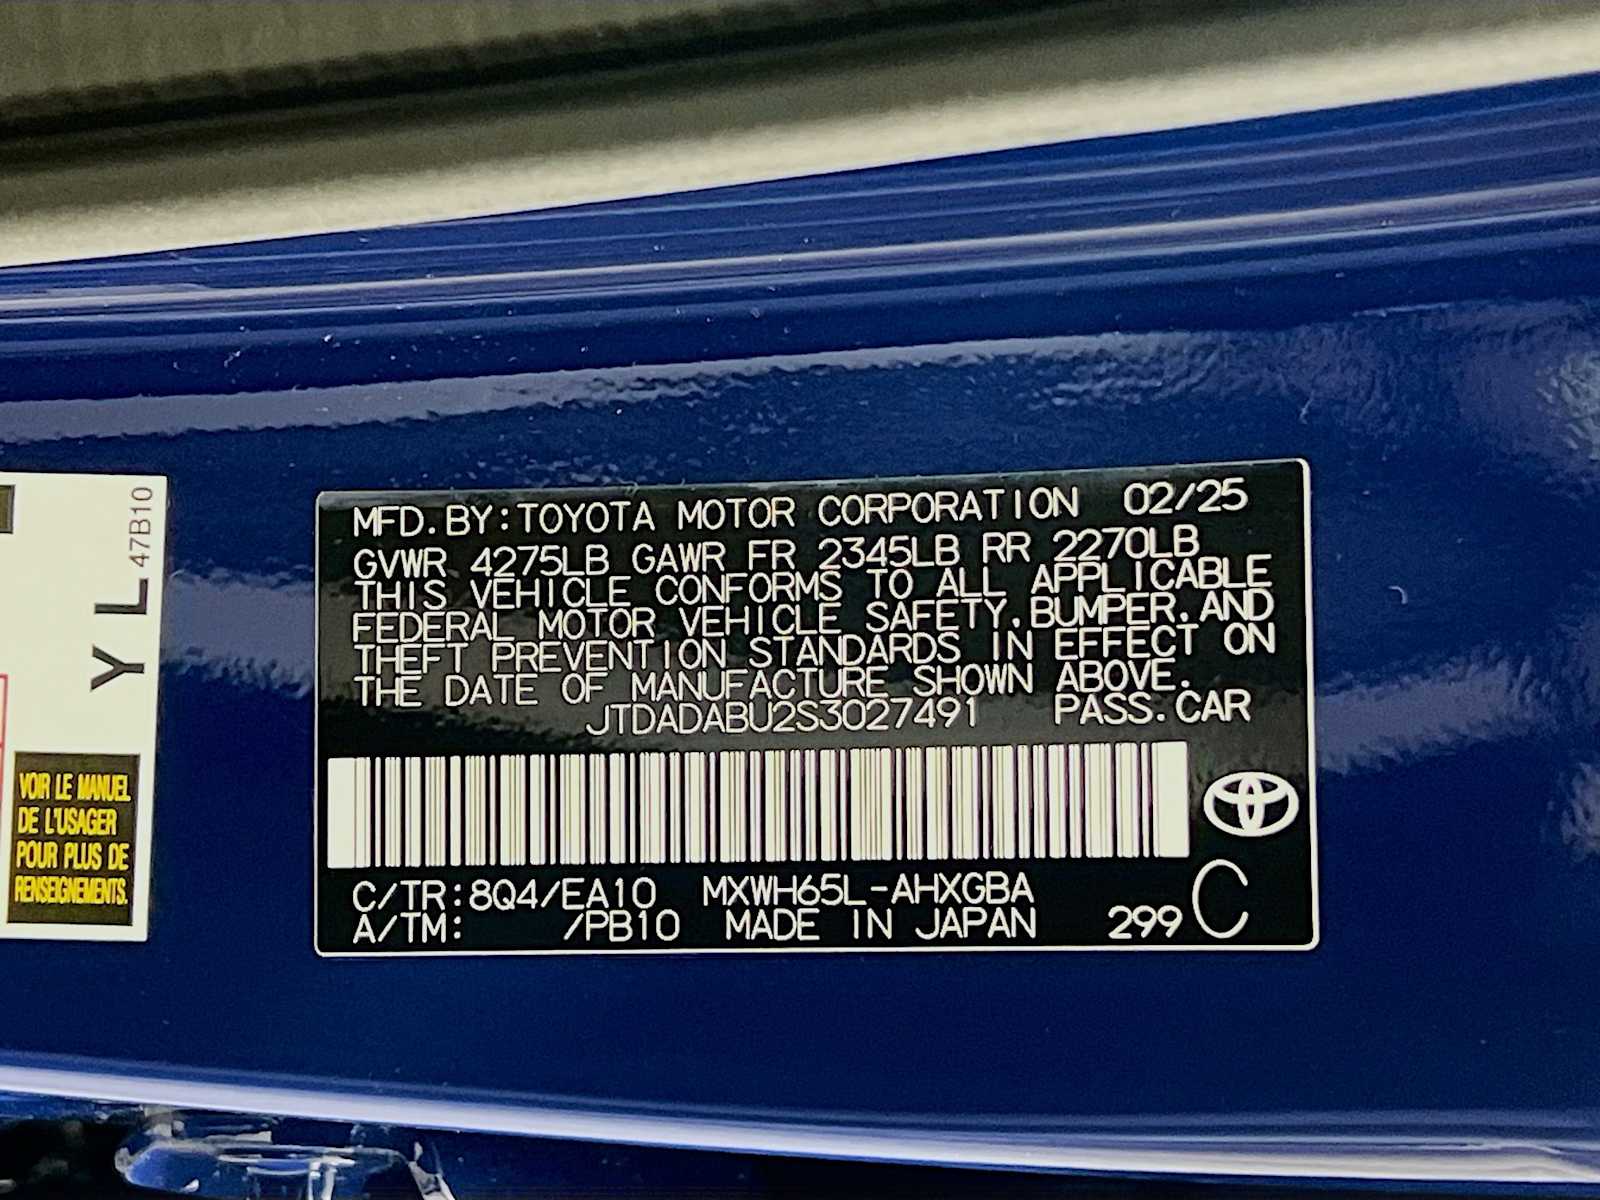 47B10
YL
VOIR LE MANUEL
DE L'USAGER
POUR PLUS DE
RENSEIGNEMENTS.
MFD. BY: TOYOTA MOTOR CORPORATION 02/25
GVWR 4275LB GAWR FR 2345LB RR 2270LB
THIS VEHICLE CONFORMS TO ALL APPLICABLE
FEDERAL MOTOR VEHICLE SAFETY, BUMPER, AND
THEFT PREVENTION STANDARDS IN EFFECT ON
THE DATE OF MANUFACTURE SHOWN ABOVE.
JTDADABU2S3027491 PASS. CAR
C/TR: 8Q4/EA10 MXWH65L-AHXGBA
A/TM: /PB10 MADE IN JAPAN 299 C